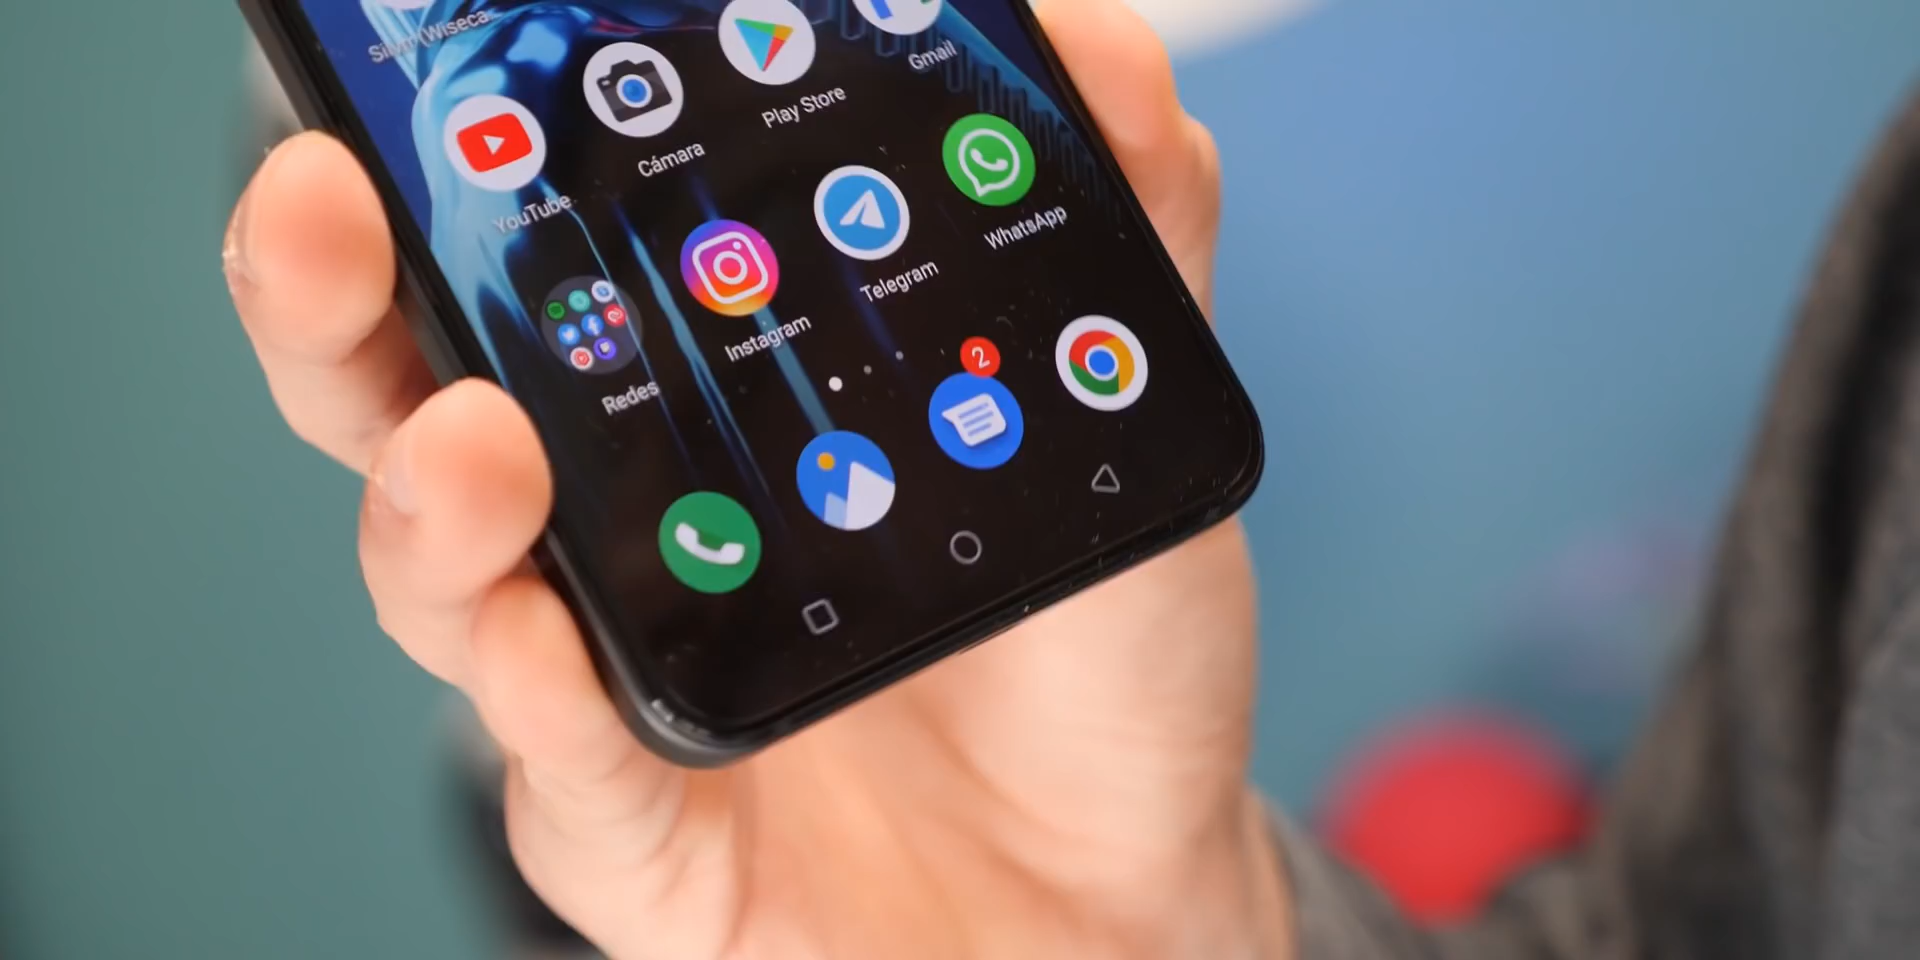 YouTube
Cámara
Play Store
Gmail
Redes
Instagram
Telegram
WhatsApp
2